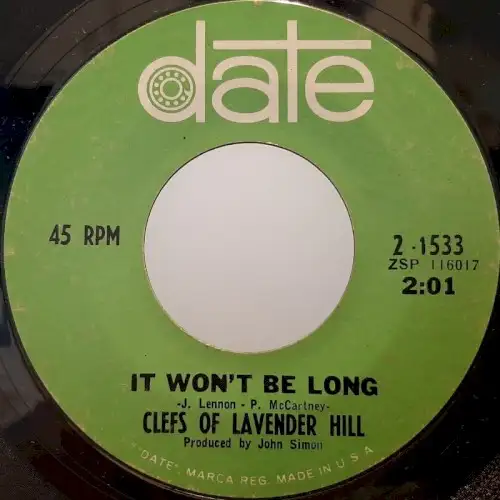 date
45 RPM
2-1533
ZSP 116017
2:01
IT WON'T BE LONG
-J. Lennon - P. McCartney-
CLEFS OF LAVENDER HILL
Produced by John Simon
"DATE", MARCA REG. MADE IN U S A